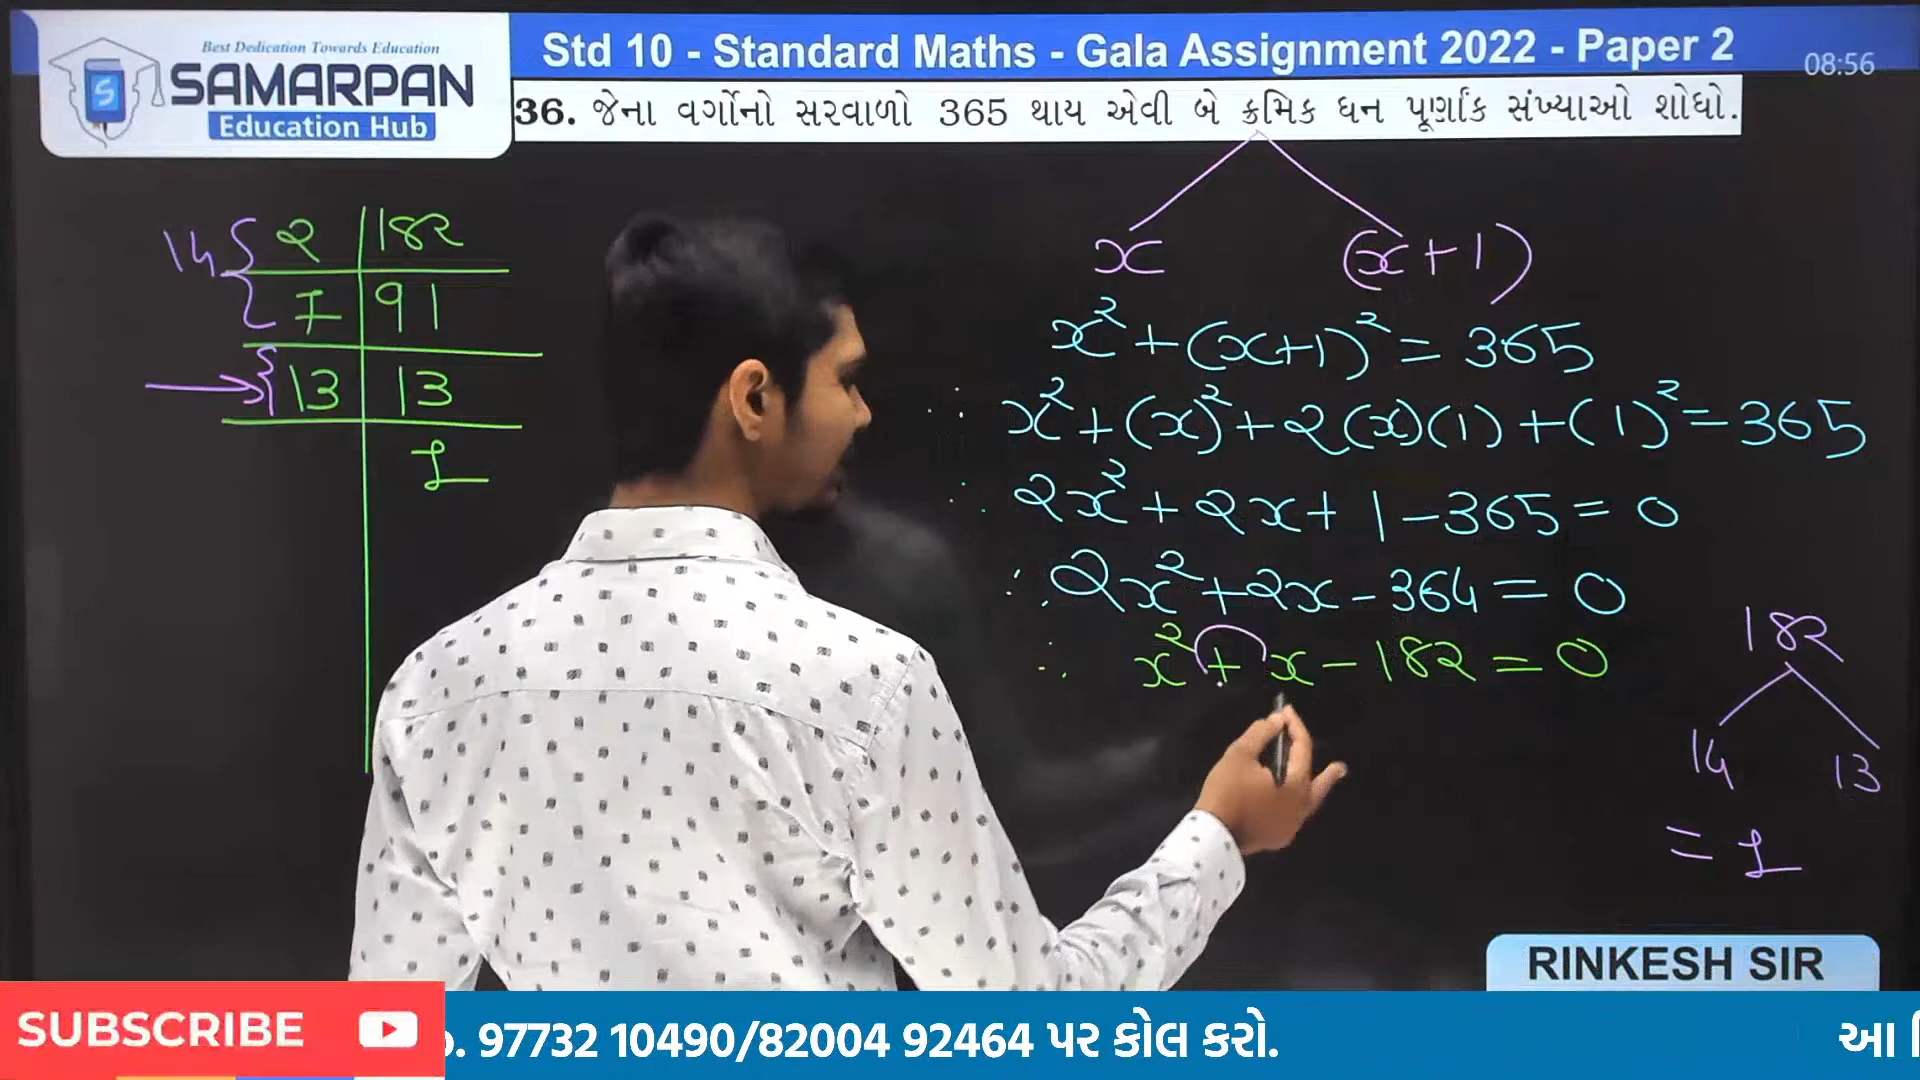 Best Dedication Towards Education
SAMARPAN
Education Hub
Std 10 - Standard Maths - Gala Assignment 2022 - Paper 2
08:56
36. જેના વર્ગોનો સરવાળો 365 થાય એવી બે ક્રમિક ધન પૂર્ણાંક સંખ્યાઓ શોધો.
x (x+1)
x² + (x+1)² = 365
∴ x² + (x)² + 2(x)(1) + (1)² = 365
∴ 2x² + 2x + 1 - 365 = 0
∴ 2x² + 2x - 364 = 0
∴ x² + x - 182 = 0
14 { 2 | 182
7 | 91
→ { 13 | 13
1
182
14 13
= 1
RINKESH SIR
SUBSCRIBE
o. 97732 10490/82004 92464 પર કોલ કરો.
આ